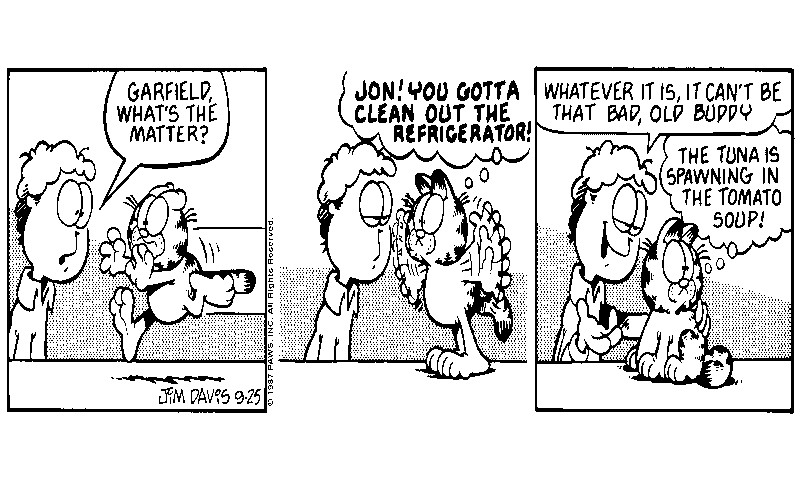 GARFIELD,
WHAT'S THE
MATTER?
JIM DAVIS 9-25
© 1987 PAWS, INC. All Rights Reserved.
JON! YOU GOTTA
CLEAN OUT THE
REFRIGERATOR!
WHATEVER IT IS, IT CAN'T BE
THAT BAD, OLD BUDDY
THE TUNA IS
SPAWNING IN
THE TOMATO
SOUP!